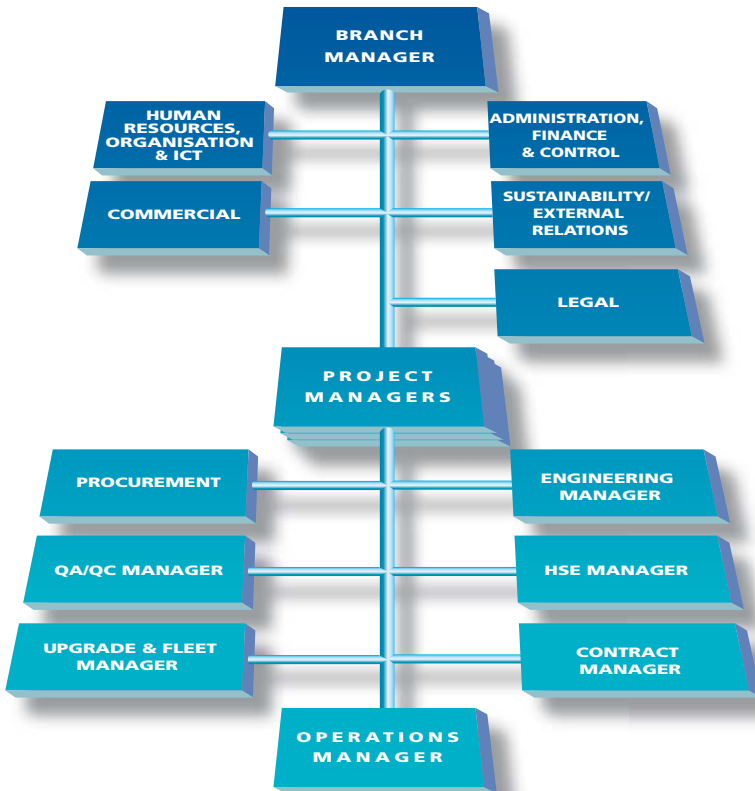 BRANCH
MANAGER
HUMAN
RESOURCES,
ORGANISATION
& ICT
ADMINISTRATION,
FINANCE
& CONTROL
COMMERCIAL
SUSTAINABILITY/
EXTERNAL
RELATIONS
LEGAL
PROJECT
MANAGERS
PROCUREMENT
ENGINEERING
MANAGER
QA/QC MANAGER
HSE MANAGER
UPGRADE & FLEET
MANAGER
CONTRACT
MANAGER
OPERATIONS
MANAGER